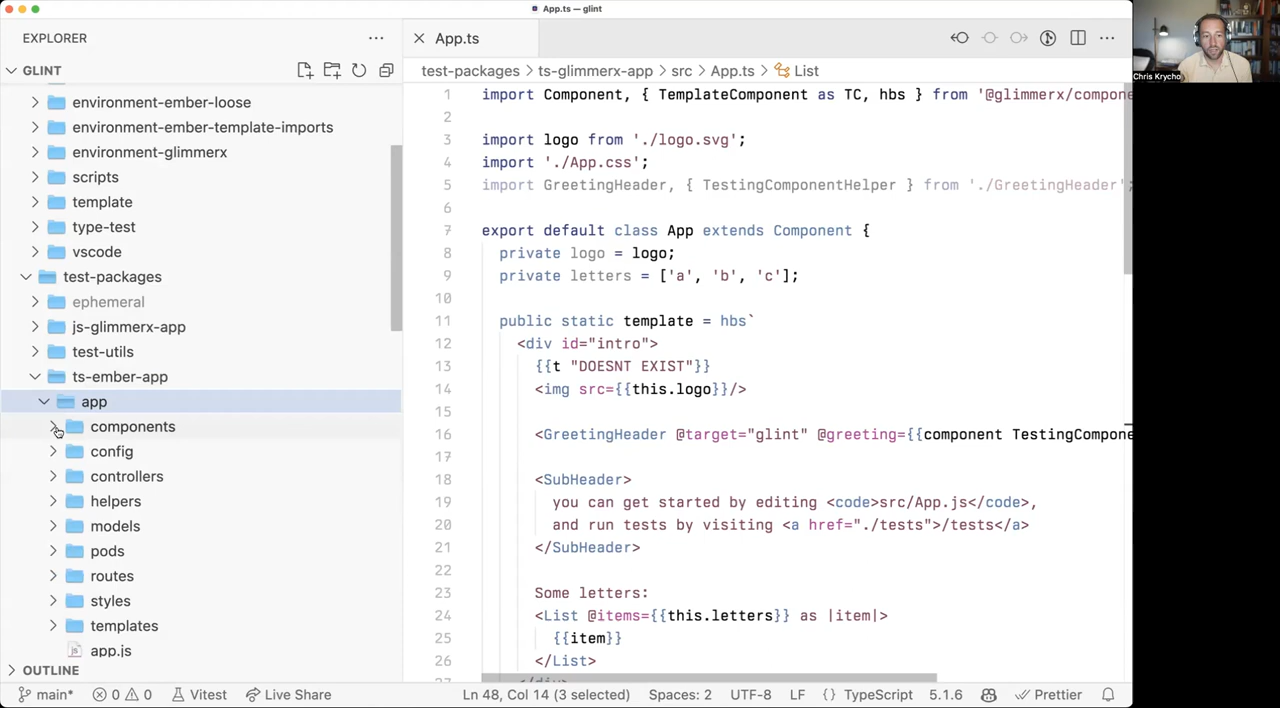 App.ts — glint
EXPLORER
GLINT
environment-ember-loose
environment-ember-template-imports
environment-glimmerx
scripts
template
type-test
vscode
test-packages
ephemeral
js-glimmerx-app
test-utils
ts-ember-app
app
components
config
controllers
helpers
models
pods
routes
styles
templates
app.js
OUTLINE
App.ts
test-packages > ts-glimmerx-app > src > App.ts > List
1 import Component, { TemplateComponent as TC, hbs } from '@glimmerx/compone
2
3 import logo from './logo.svg';
4 import './App.css';
5 import GreetingHeader, { TestingComponentHelper } from './GreetingHeader';
6
7 export default class App extends Component {
8 private logo = logo;
9 private letters = ['a', 'b', 'c'];
10
11 public static template = hbs`
12 <div id="intro">
13 {{t "DOESNT EXIST"}}
14 <img src={{this.logo}}/>
15
16 <GreetingHeader @target="glint" @greeting={{component TestingCompone
17
18 <SubHeader>
19 you can get started by editing <code>src/App.js</code>,
20 and run tests by visiting <a href="./tests">/tests</a>
21 </SubHeader>
22
23 Some letters:
24 <List @items={{this.letters}} as |item|>
25 {{item}}
26 </List>
Chris Krycho
main* 0 0 Vitest Live Share Ln 48, Col 14 (3 selected) Spaces: 2 UTF-8 LF {} TypeScript 5.1.6 Prettier